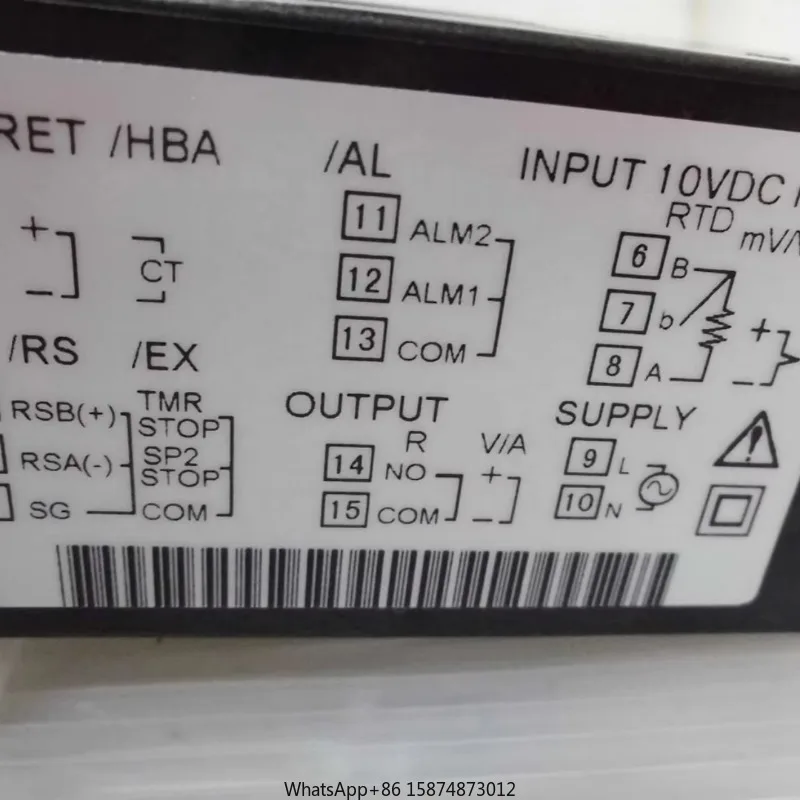 RET /HBA /AL INPUT 10VDC
RTD mV/
11 ALM2
12 ALM1
13 COM
+
−
CT
6 B
7 b
8 A
+
−
/RS /EX
RSB(+)
RSA(-)
SG
TMR
STOP
SP2
STOP
COM
OUTPUT
R V/A
14 NO +
15 COM −
SUPPLY
9 L
10 N
WhatsApp+86 15874873012